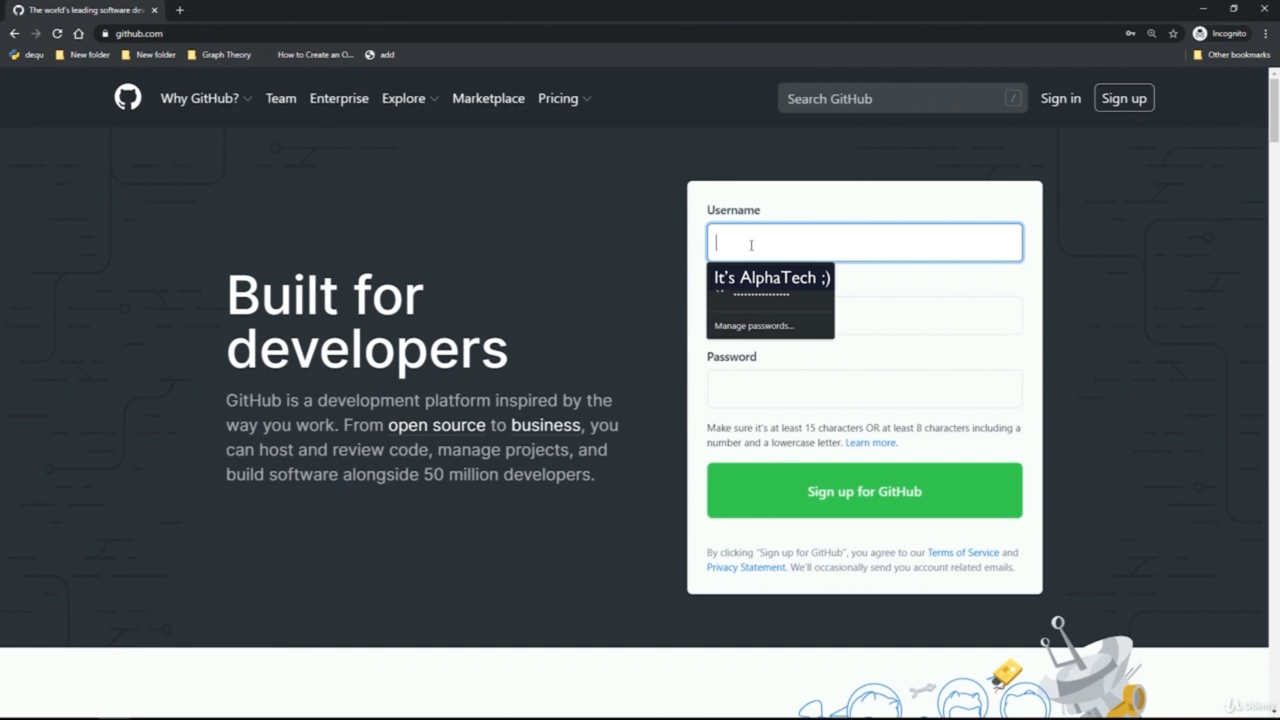 The world's leading software de
github.com
Incognito
dequ
New folder
New folder
Graph Theory
How to Create an O...
add
Other bookmarks
Why GitHub?
Team
Enterprise
Explore
Marketplace
Pricing
Search GitHub
/
Sign in
Sign up
Username
It's AlphaTech ;)
Manage passwords...
Password
Make sure it's at least 15 characters OR at least 8 characters including a
number and a lowercase letter. Learn more.
Sign up for GitHub
By clicking "Sign up for GitHub", you agree to our Terms of Service and
Privacy Statement. We'll occasionally send you account related emails.
Built for
developers
GitHub is a development platform inspired by the
way you work. From open source to business, you
can host and review code, manage projects, and
build software alongside 50 million developers.
Udemy